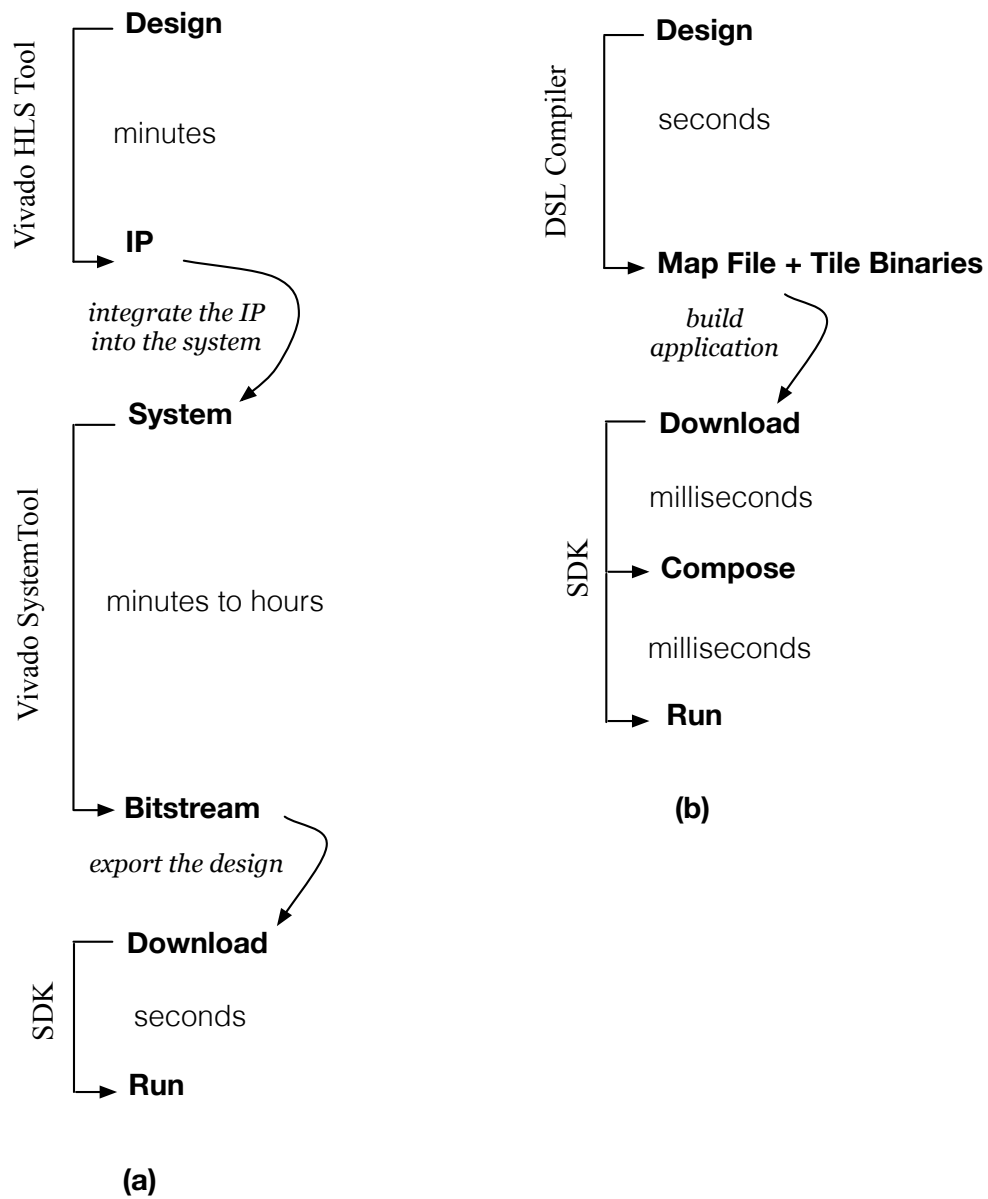 Vivado HLS Tool
Design
minutes
IP
integrate the IP
into the system
System
Vivado SystemTool
minutes to hours
Bitstream
export the design
Download
SDK
seconds
Run
(a)
DSL Compiler
Design
seconds
Map File + Tile Binaries
build
application
Download
milliseconds
SDK
Compose
milliseconds
Run
(b)